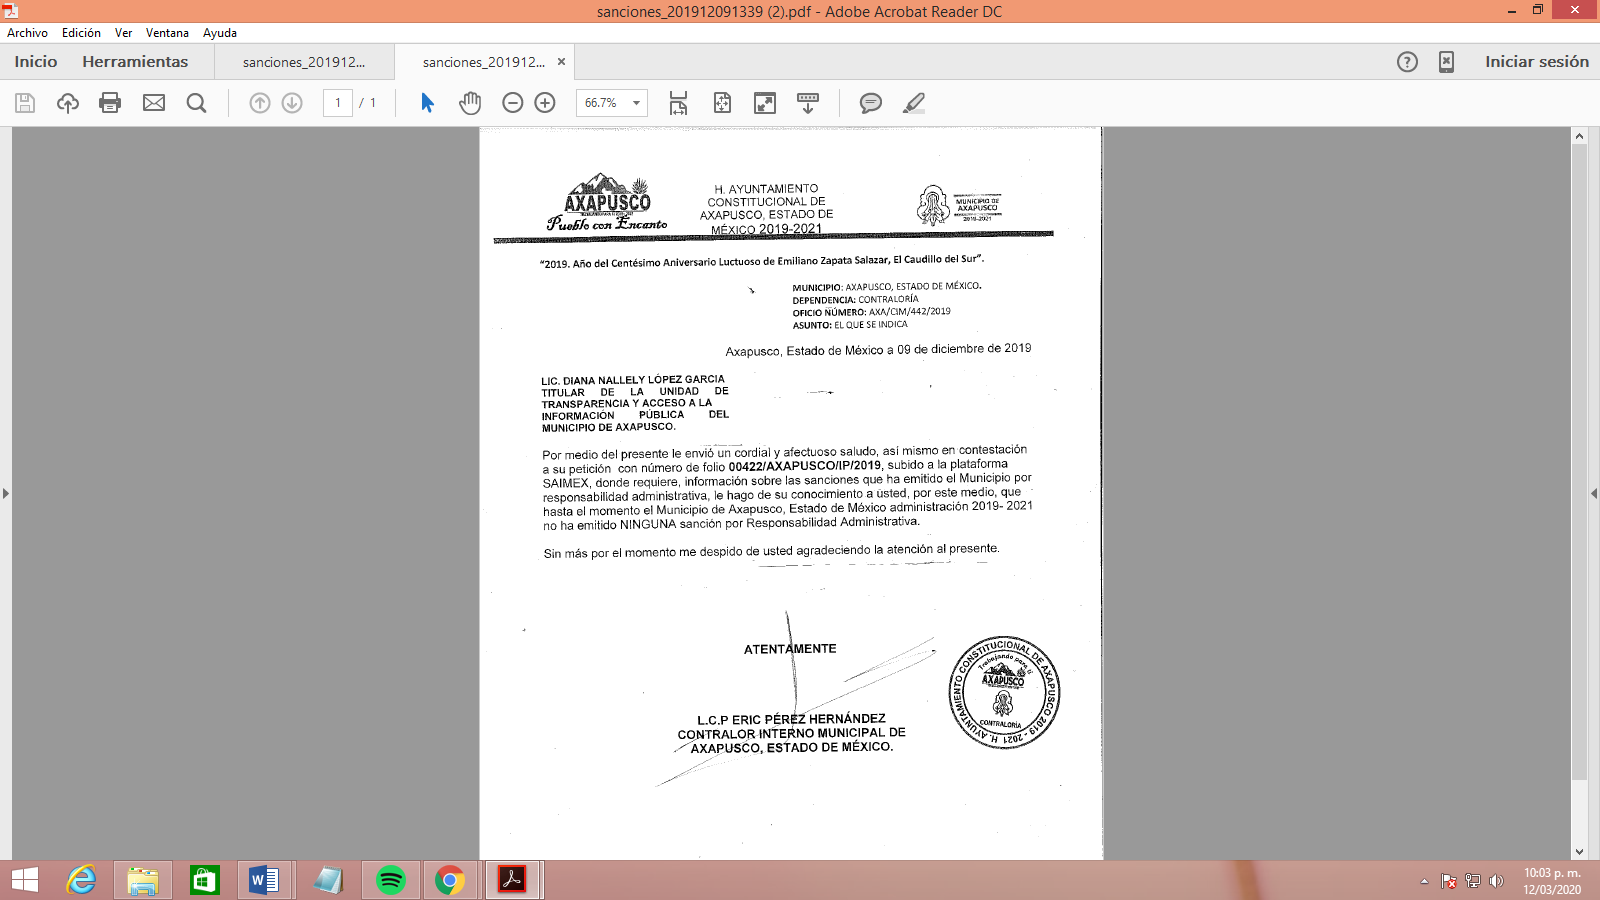 sanciones_201912091339 (2).pdf - Adobe Acrobat Reader DC
Archivo Edición Ver Ventana Ayuda
Inicio Herramientas sanciones_201912... sanciones_201912... × Iniciar sesión
1 / 1 66.7%
AXAPUSCO
Pueblo con Encanto
H. AYUNTAMIENTO
CONSTITUCIONAL DE
AXAPUSCO, ESTADO DE
MÉXICO 2019-2021
MUNICIPIO DE
AXAPUSCO
2019-2021
“2019. Año del Centésimo Aniversario Luctuoso de Emiliano Zapata Salazar, El Caudillo del Sur”.
MUNICIPIO: AXAPUSCO, ESTADO DE MÉXICO.
DEPENDENCIA: CONTRALORÍA
OFICIO NÚMERO: AXA/CIM/442/2019
ASUNTO: EL QUE SE INDICA
Axapusco, Estado de México a 09 de diciembre de 2019
LIC. DIANA NALLELY LÓPEZ GARCIA
TITULAR DE LA UNIDAD DE
TRANSPARENCIA Y ACCESO A LA
INFORMACIÓN PÚBLICA DEL
MUNICIPIO DE AXAPUSCO.
Por medio del presente le envió un cordial y afectuoso saludo, así mismo en contestación
a su petición con número de folio 00422/AXAPUSCO/IP/2019, subido a la plataforma
SAIMEX, donde requiere, información sobre las sanciones que ha emitido el Municipio por
responsabilidad administrativa, le hago de su conocimiento a usted, por este medio, que
hasta el momento el Municipio de Axapusco, Estado de México administración 2019- 2021
no ha emitido NINGUNA sanción por Responsabilidad Administrativa.
Sin más por el momento me despido de usted agradeciendo la atención al presente.
ATENTAMENTE
L.C.P ERIC PÉREZ HERNÁNDEZ
CONTRALOR INTERNO MUNICIPAL DE
AXAPUSCO, ESTADO DE MÉXICO.
H. AYUNTAMIENTO CONSTITUCIONAL DE AXAPUSCO 2019 - 2021
Trabajando para ti
AXAPUSCO
CONTRALORÍA
10:03 p. m.
12/03/2020